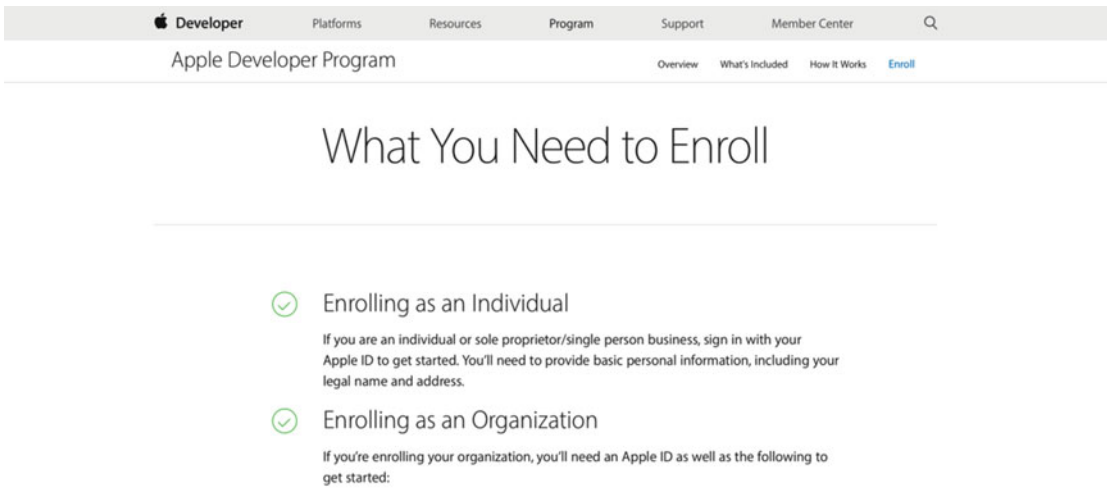 Developer Platforms Resources Program Support Member Center
Apple Developer Program Overview What's Included How It Works Enroll
What You Need to Enroll
Enrolling as an Individual
If you are an individual or sole proprietor/single person business, sign in with your
Apple ID to get started. You'll need to provide basic personal information, including your
legal name and address.
Enrolling as an Organization
If you're enrolling your organization, you'll need an Apple ID as well as the following to
get started: